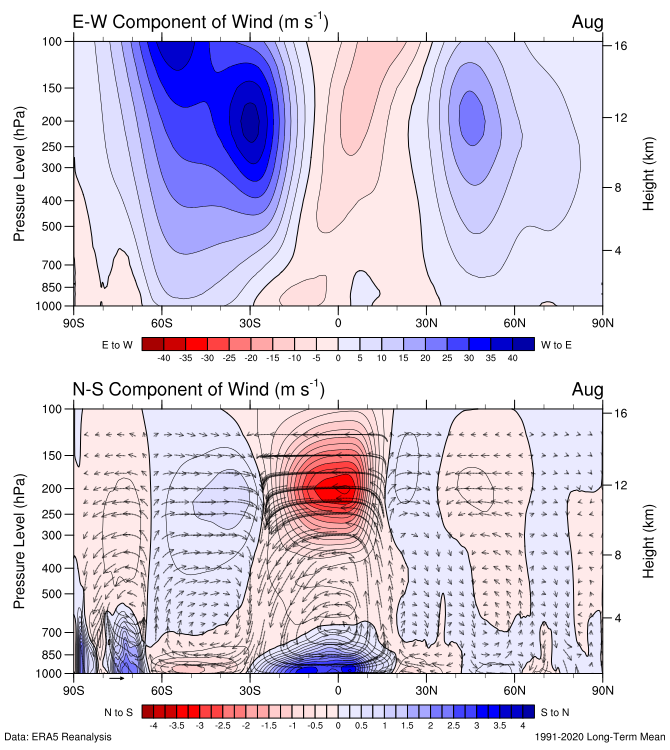 E-W Component of Wind (m s-1) Aug
100
150
200
250
300
400
500
700
850
1000
Pressure Level (hPa)
16
12
8
4
Height (km)
90S 60S 30S 0 30N 60N 90N
E to W W to E
-40 -35 -30 -25 -20 -15 -10 -5 0 5 10 15 20 25 30 35 40
N-S Component of Wind (m s-1) Aug
100
150
200
250
300
400
500
700
850
1000
Pressure Level (hPa)
16
12
8
4
Height (km)
90S 60S 30S 0 30N 60N 90N
N to S S to N
-4 -3.5 -3 -2.5 -2 -1.5 -1 -0.5 0 0.5 1 1.5 2 2.5 3 3.5 4
Data: ERA5 Reanalysis 1991-2020 Long-Term Mean